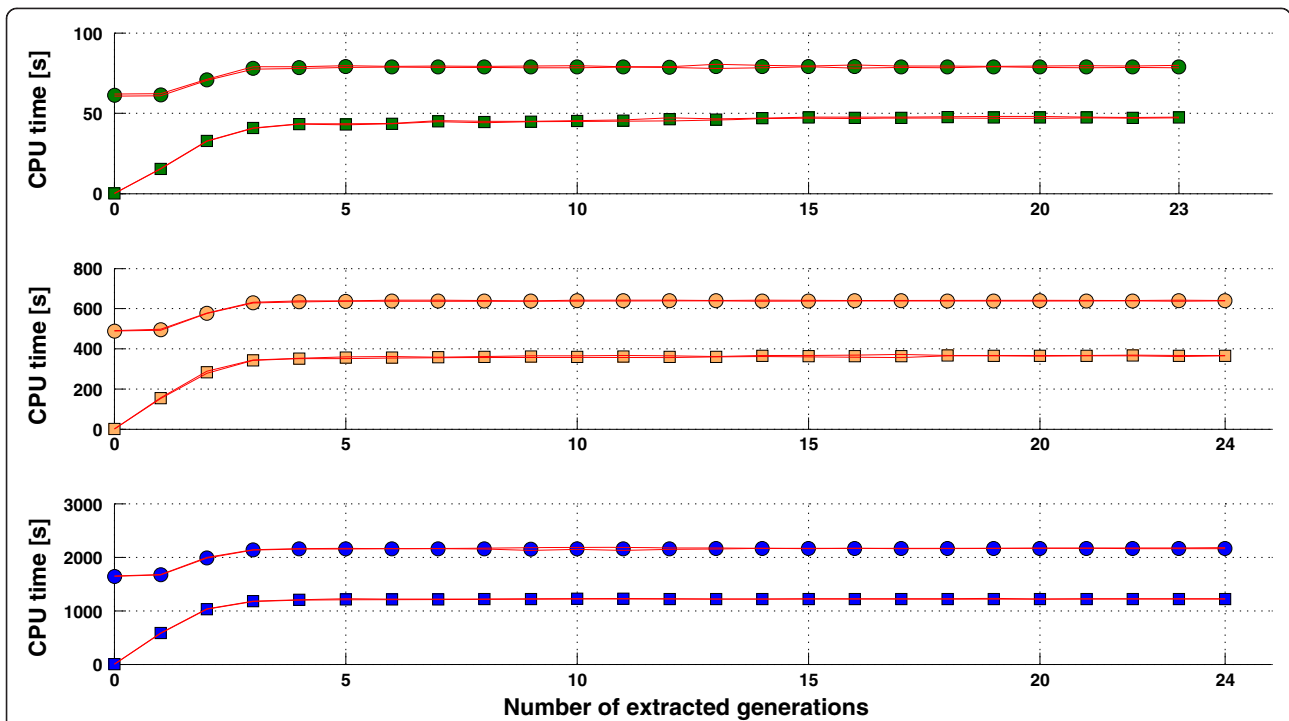 100
50
0
CPU time [s]
0 5 10 15 20 23
800
600
400
200
0
CPU time [s]
0 5 10 15 20 24
3000
2000
1000
0
CPU time [s]
0 5 10 15 20 24
Number of extracted generations